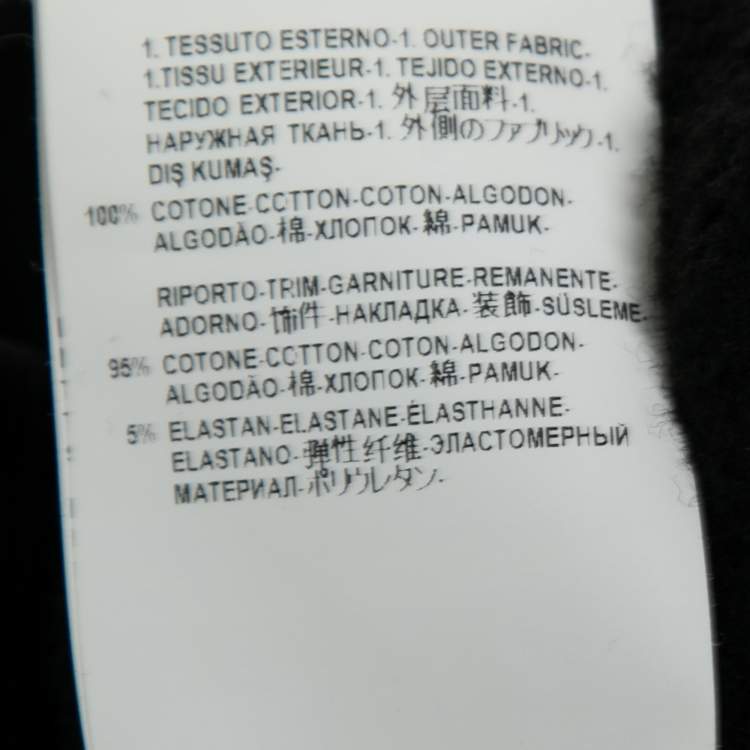 1. TESSUTO ESTERNO-1. OUTER FABRIC-
1.TISSU EXTERIEUR-1. TEJIDO EXTERNO-1.
TECIDO EXTERIOR-1. 外层面料-1.
НАРУЖНАЯ ТКАНЬ-1. 外側のファブリック-1.
DIŞ KUMAŞ-
100% COTONE-COTTON-COTON-ALGODON-
ALGODÃO-棉-ХЛОПОК-綿-PAMUK-
RIPORTO-TRIM-GARNITURE-REMANENTE-
ADORNO-饰件-НАКЛАДКА-装飾-SÜSLEME-
95% COTONE-COTTON-COTON-ALGODON-
ALGODÃO-棉-ХЛОПОК-綿-PAMUK-
5% ELASTAN-ELASTANE-ÉLASTHANNE-
ELASTANO-弹性纤维-ЭЛАСТОМЕРНЫЙ
МАТЕРИАЛ-ポリウレタン-